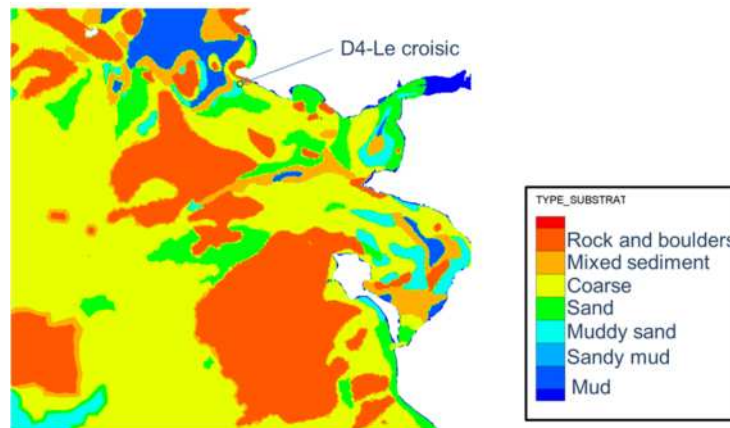 D4-Le croisic
TYPE_SUBSTRAT
Rock and boulders
Mixed sediment
Coarse
Sand
Muddy sand
Sandy mud
Mud